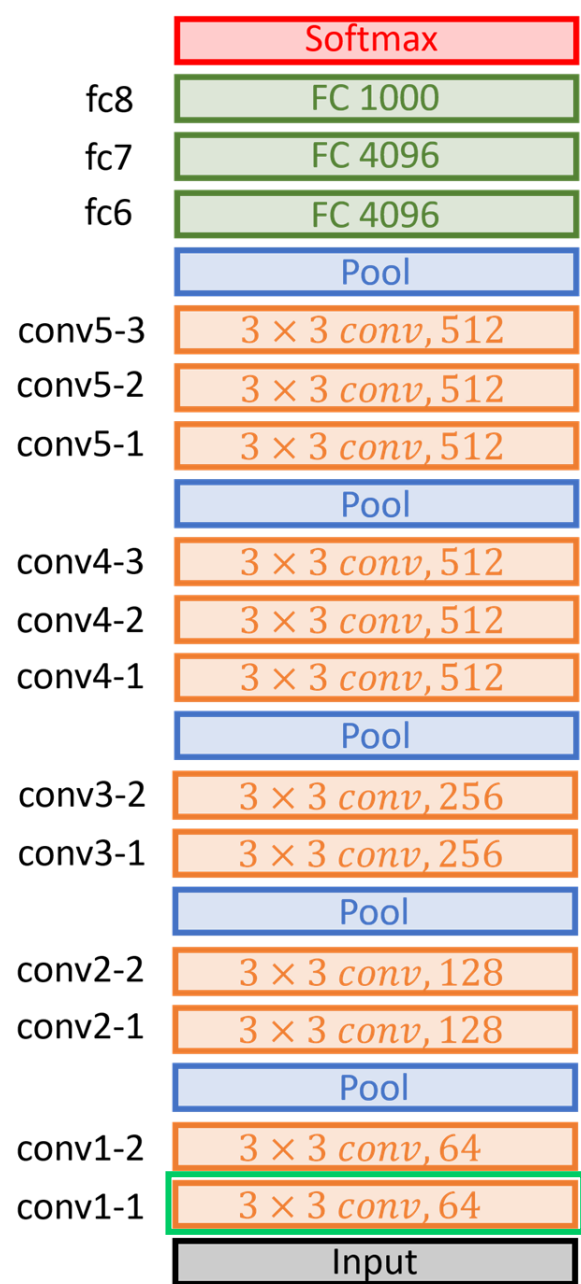 Softmax
fc8 FC 1000
fc7 FC 4096
fc6 FC 4096
Pool
conv5-3 3 × 3 conv, 512
conv5-2 3 × 3 conv, 512
conv5-1 3 × 3 conv, 512
Pool
conv4-3 3 × 3 conv, 512
conv4-2 3 × 3 conv, 512
conv4-1 3 × 3 conv, 512
Pool
conv3-2 3 × 3 conv, 256
conv3-1 3 × 3 conv, 256
Pool
conv2-2 3 × 3 conv, 128
conv2-1 3 × 3 conv, 128
Pool
conv1-2 3 × 3 conv, 64
conv1-1 3 × 3 conv, 64
Input